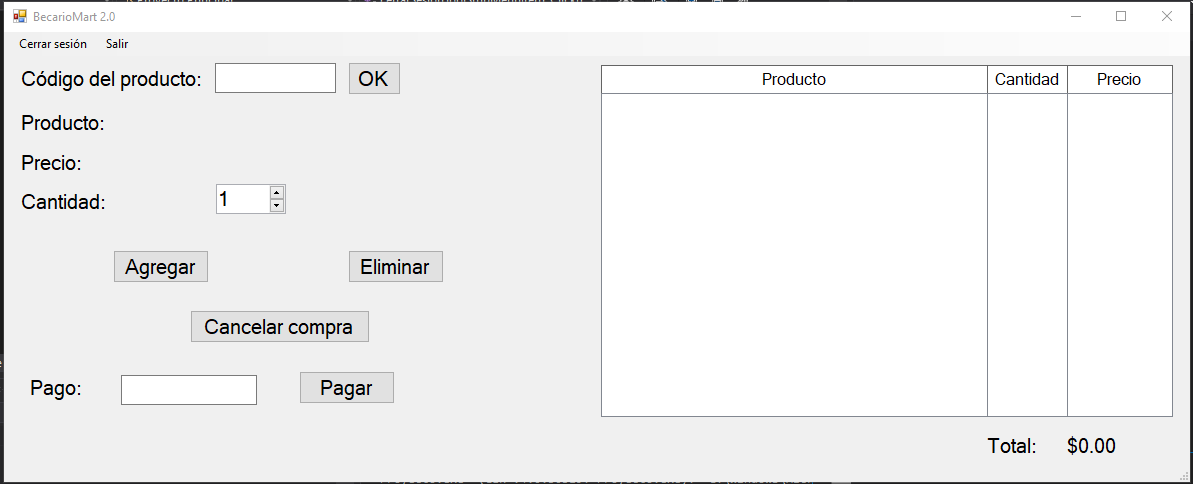 BecarioMart 2.0
Cerrar sesión Salir
Código del producto: OK
Producto:
Precio:
Cantidad: 1
Agregar Eliminar
Cancelar compra
Pago: Pagar
Producto Cantidad Precio
Total: $0.00